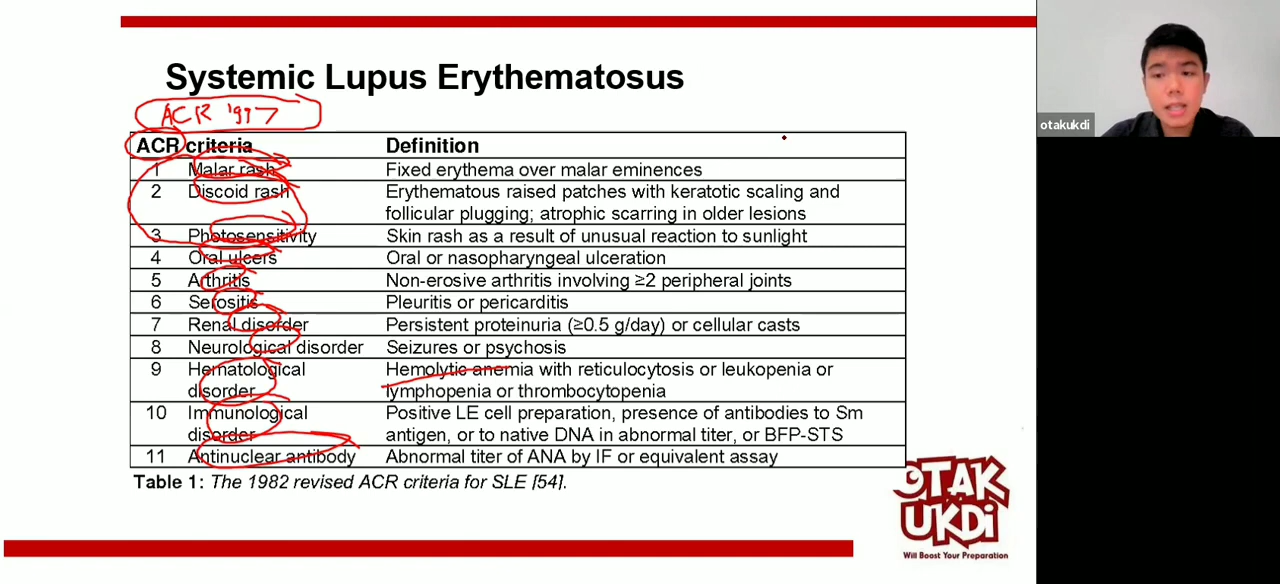 Systemic Lupus Erythematosus
ACR '97
otakukdi
ACR criteria Definition
1 Malar rash Fixed erythema over malar eminences
2 Discoid rash Erythematous raised patches with keratotic scaling and
follicular plugging; atrophic scarring in older lesions
3 Photosensitivity Skin rash as a result of unusual reaction to sunlight
4 Oral ulcers Oral or nasopharyngeal ulceration
5 Arthritis Non-erosive arthritis involving ≥2 peripheral joints
6 Serositis Pleuritis or pericarditis
7 Renal disorder Persistent proteinuria (≥0.5 g/day) or cellular casts
8 Neurological disorder Seizures or psychosis
9 Hematological Hemolytic anemia with reticulocytosis or leukopenia or
disorder lymphopenia or thrombocytopenia
10 Immunological Positive LE cell preparation, presence of antibodies to Sm
disorder antigen, or to native DNA in abnormal titer, or BFP-STS
11 Antinuclear antibody Abnormal titer of ANA by IF or equivalent assay
Table 1: The 1982 revised ACR criteria for SLE [54].
OTAK
UKDi
Will Boost Your Preparation